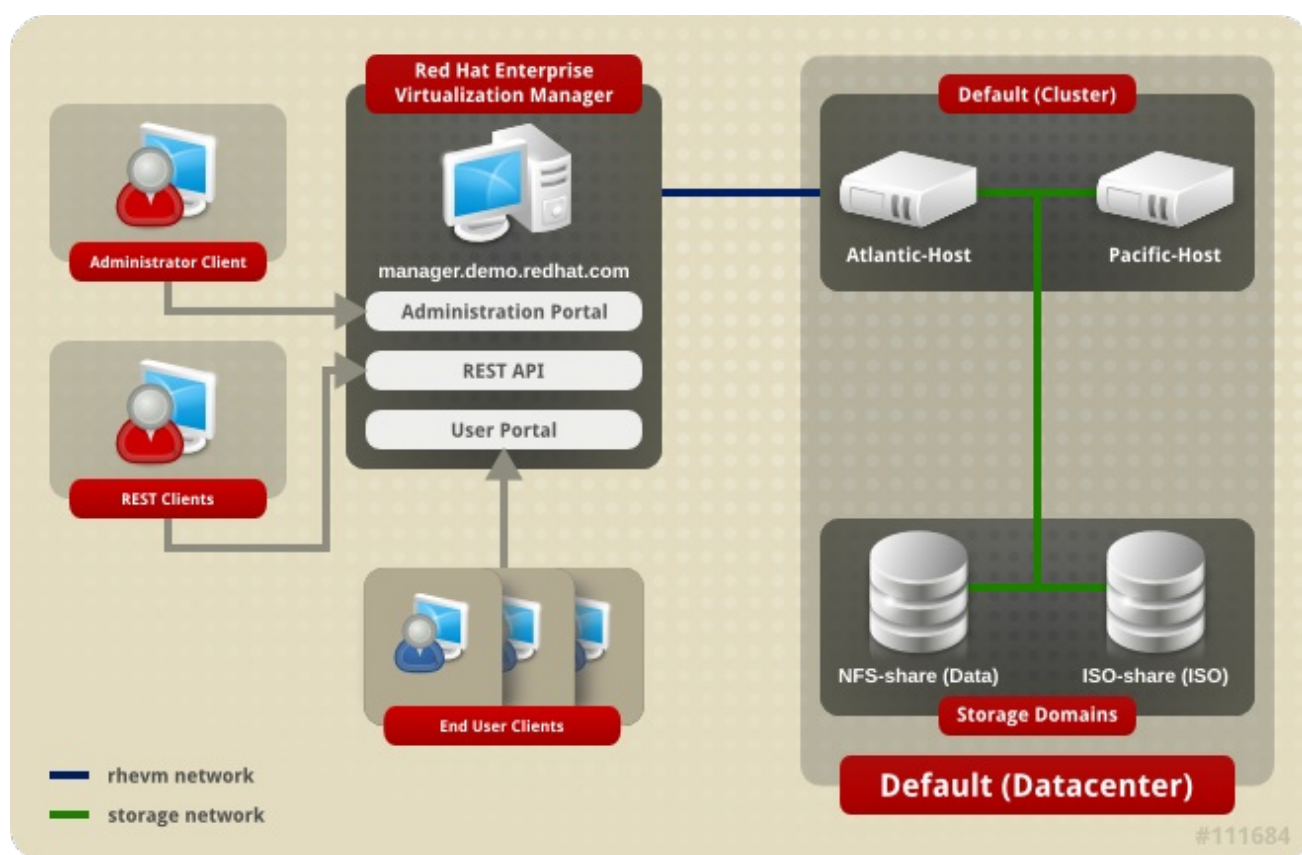 Red Hat Enterprise
Virtualization Manager
Default (Cluster)
Administrator Client
manager.demo.redhat.com
Atlantic-Host
Pacific-Host
Administration Portal
REST API
User Portal
REST Clients
End User Clients
NFS-share (Data)
ISO-share (ISO)
Storage Domains
Default (Datacenter)
rhevm network
storage network
#111684